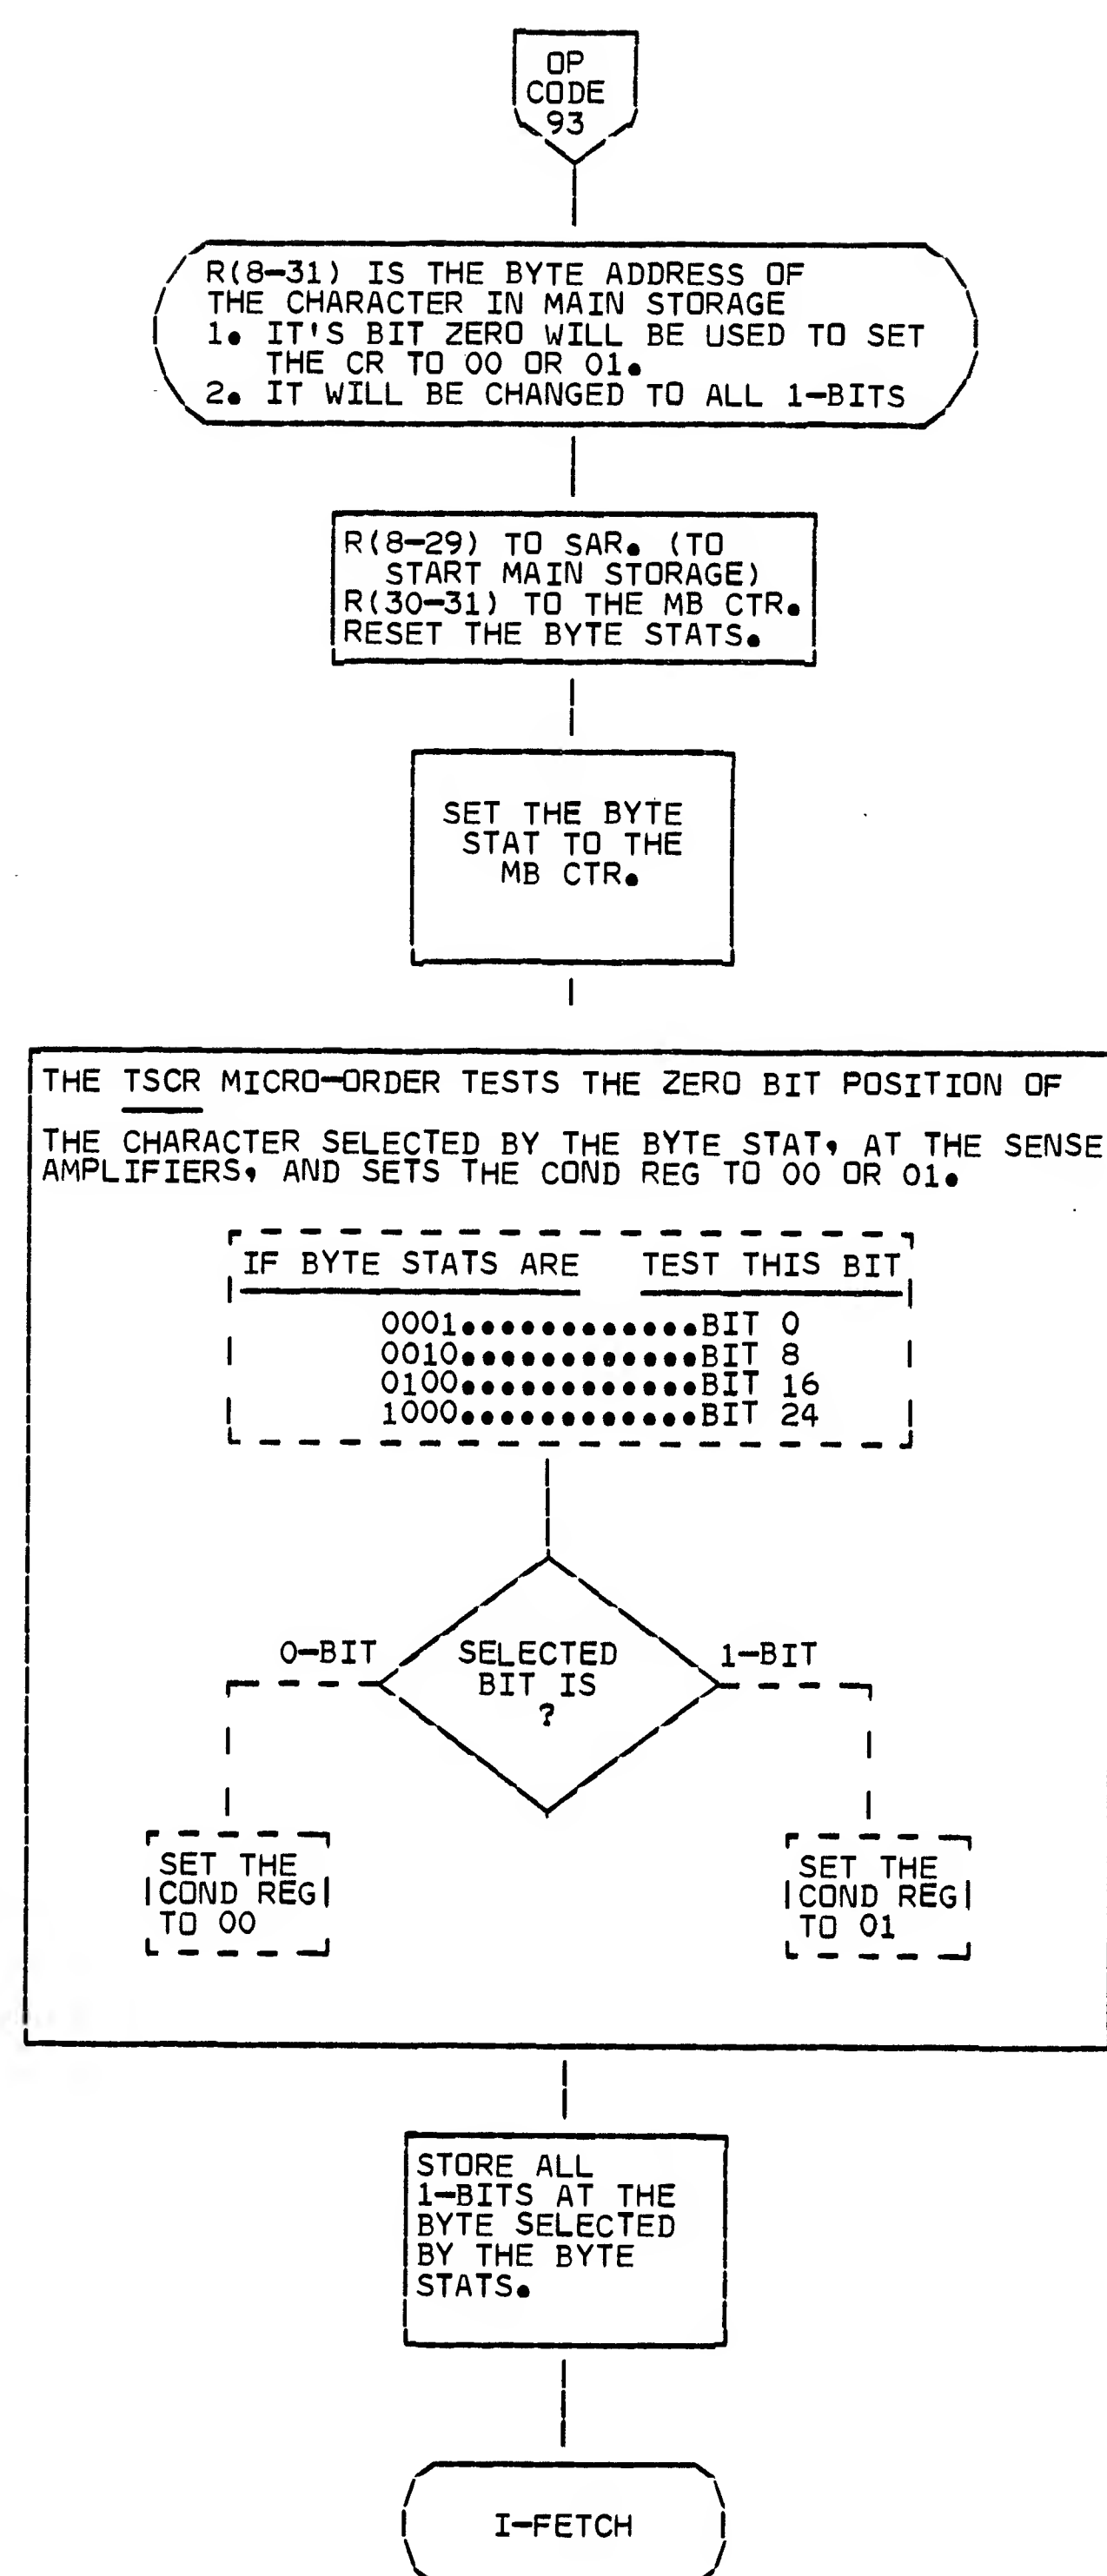 OP
CODE
93
R(8-31) IS THE BYTE ADDRESS OF
THE CHARACTER IN MAIN STORAGE
1. IT'S BIT ZERO WILL BE USED TO SET
THE CR TO 00 OR 01.
2. IT WILL BE CHANGED TO ALL 1-BITS
R(8-29) TO SAR. (TO
START MAIN STORAGE)
R(30-31) TO THE MB CTR.
RESET THE BYTE STATS.
SET THE BYTE
STAT TO THE
MB CTR.
THE TSCR MICRO-ORDER TESTS THE ZERO BIT POSITION OF
THE CHARACTER SELECTED BY THE BYTE STAT, AT THE SENSE
AMPLIFIERS, AND SETS THE COND REG TO 00 OR 01.
IF BYTE STATS ARE TEST THIS BIT
0001............BIT 0
0010............BIT 8
0100............BIT 16
1000............BIT 24
0-BIT SELECTED 1-BIT
BIT IS
?
SET THE SET THE
COND REG COND REG
TO 00 TO 01
STORE ALL
1-BITS AT THE
BYTE SELECTED
BY THE BYTE
STATS.
I-FETCH